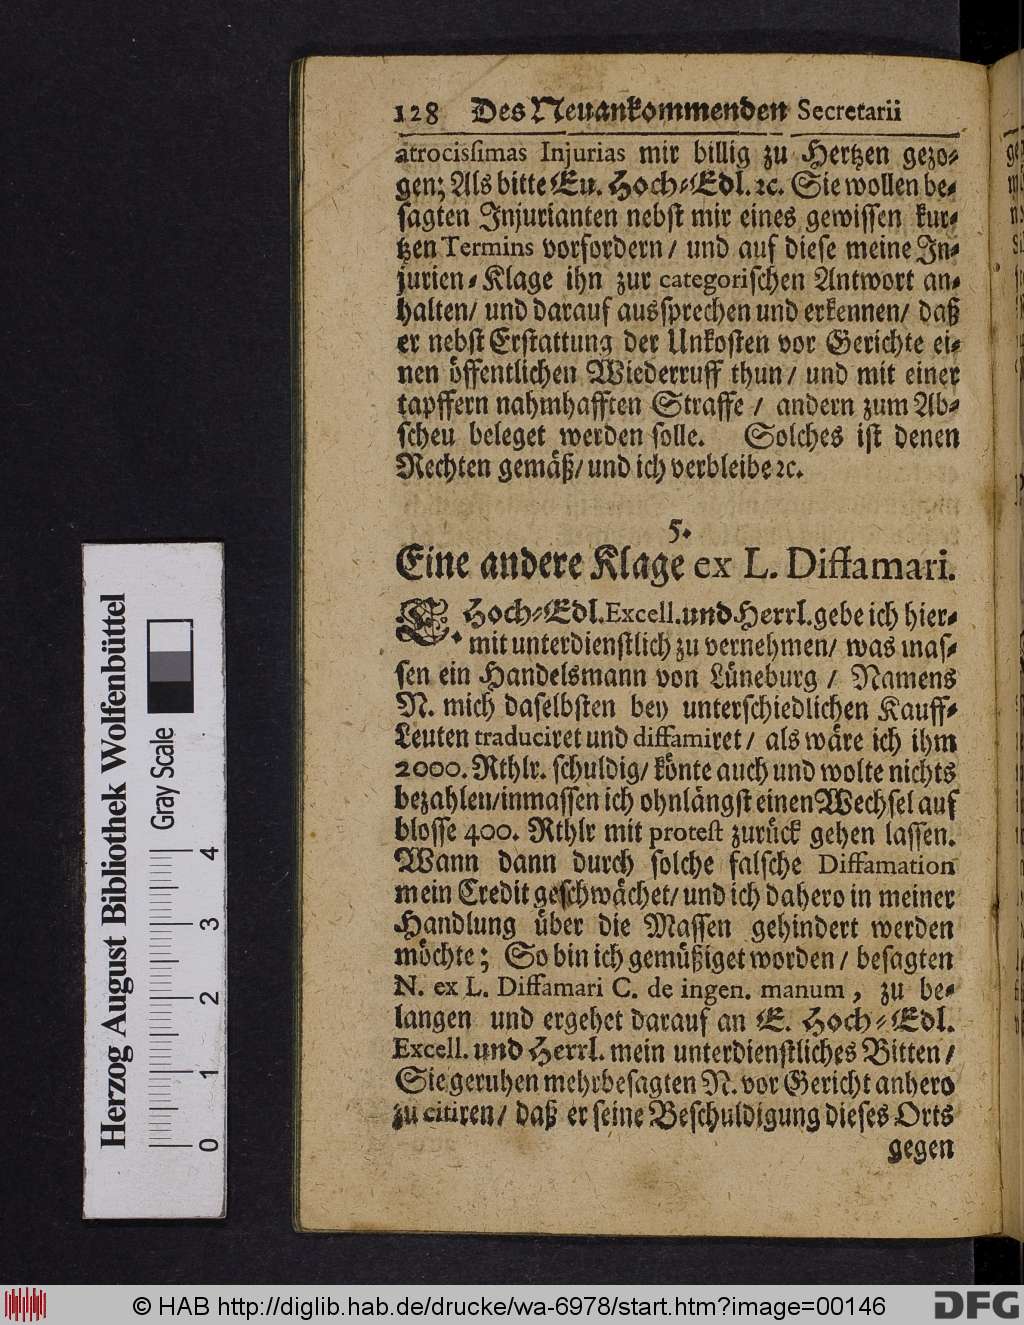 128 Des Neuankommenden Secretarii
atrocissimas Injurias mir billig zu Hertzen gezo-
gen; Als bitte Eu. Hoch-Edl. ꝛc. Sie wollen be-
sagten Injurianten nebst mir eines gewissen kur-
tzen Termins vorfordern/ und auf diese meine In-
jurien-Klage ihn zur categorischen Antwort an-
halten/ und darauf aussprechen und erkennen/ daß
er nebst Erstattung der Unkosten vor Gerichte ei-
nen öffentlichen Wiederruff thun/ und mit einer
tapffern nahmhafften Straffe / andern zum Ab-
scheu beleget werden solle. Solches ist denen
Rechten gemäß/ und ich verbleibe ꝛc.
5.
Eine andere Klage ex L. Diffamari.
E. Hoch-Edl. Excell. und Herrl. gebe ich hier-
mit unterdienstlich zu vernehmen/ was mas-
sen ein Handelsmann von Lüneburg / Namens
N. mich daselbsten bey unterschiedlichen Kauff-
Leuten traduciret und diffamiret/ als wäre ich ihm
2000. Rthlr. schuldig/ könte auch und wolte nichts
bezahlen/inmassen ich ohnlängst einen Wechsel auf
blosse 400. Rthlr mit protest zurück gehen lassen.
Wann dann durch solche falsche Diffamation
mein Credit geschwächet/ und ich dahero in meiner
Handlung über die Massen gehindert werden
möchte; So bin ich gemüßiget worden/ besagten
N. ex L. Diffamari C. de ingen. manum, zu be-
langen und ergehet darauf an E. Hoch-Edl.
Excell. und Herrl. mein unterdienstliches Bitten/
Sie geruhen mehrbesagten N. vor Gericht anhero
zu citiren/ daß er seine Beschuldigung dieses Orts
gegen
Herzog August Bibliothek Wolfenbüttel
Gray Scale
0 1 2 3 4
© HAB http://diglib.hab.de/drucke/wa-6978/start.htm?image=00146
DFG